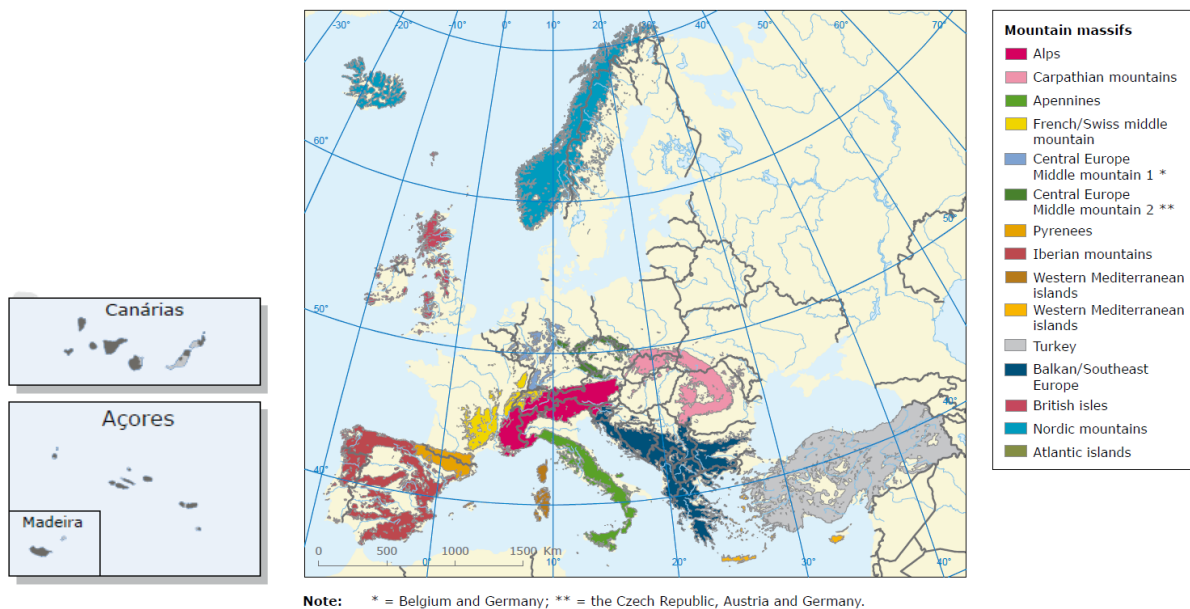 -30°
-20°
-10°
0°
10°
20°
30°
40°
50°
60°
70°
60°
50°
50°
40°
40°
0°
10°
20°
30°
40°
0 500 1000 1500 Km
Canárias
Açores
Madeira
Mountain massifs
Alps
Carpathian mountains
Apennines
French/Swiss middle
mountain
Central Europe
Middle mountain 1 *
Central Europe
Middle mountain 2 **
Pyrenees
Iberian mountains
Western Mediterranean
islands
Western Mediterranean
islands
Turkey
Balkan/Southeast
Europe
British isles
Nordic mountains
Atlantic islands
Note: * = Belgium and Germany; ** = the Czech Republic, Austria and Germany.